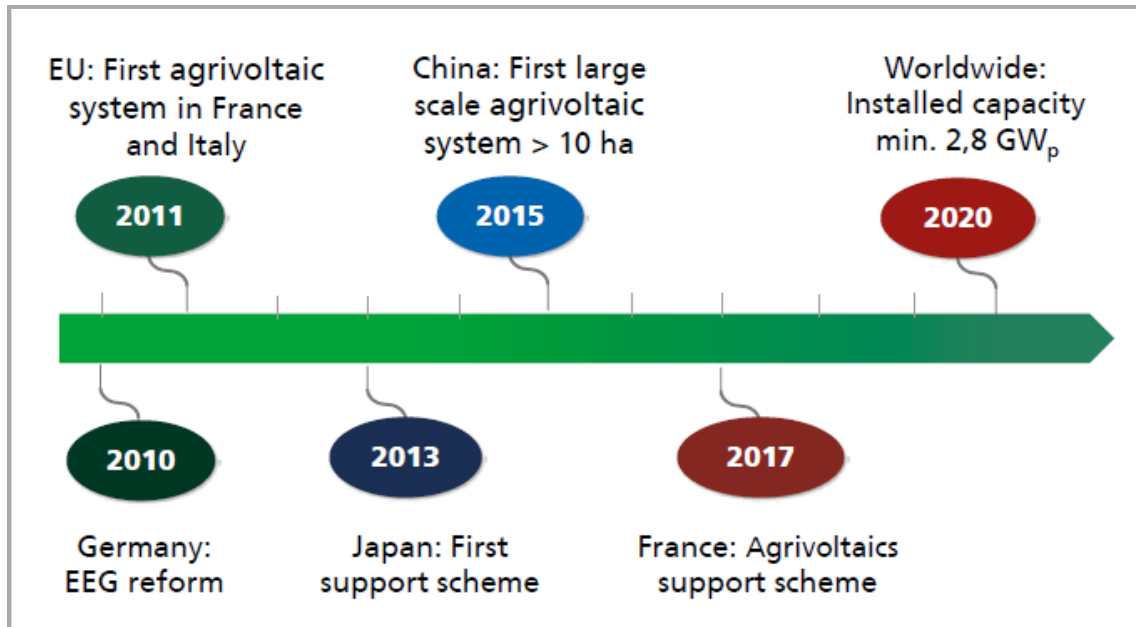 EU: First agrivoltaic
system in France
and Italy
2011
China: First large
scale agrivoltaic
system > 10 ha
2015
Worldwide:
Installed capacity
min. 2,8 GWp
2020
2010
Germany:
EEG reform
2013
Japan: First
support scheme
2017
France: Agrivoltaics
support scheme